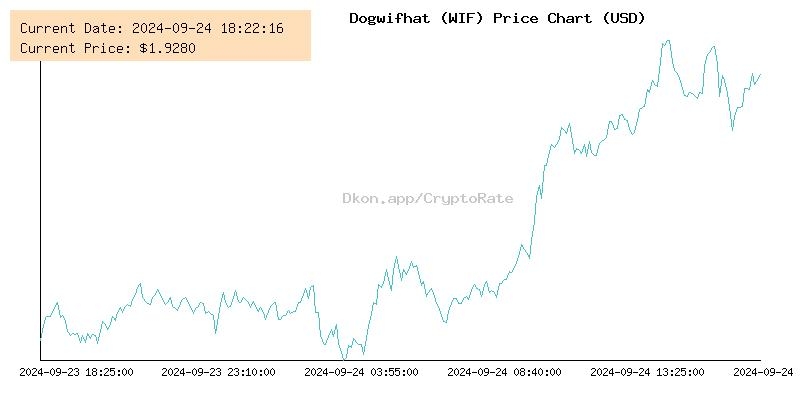 Dogwifhat (WIF) Price Chart (USD)
Current Date: 2024-09-24 18:22:16
Current Price: $1.9280
Dkon.app/CryptoRate
2024-09-23 18:25:00 2024-09-23 23:10:00 2024-09-24 03:55:00 2024-09-24 08:40:00 2024-09-24 13:25:00 2024-09-24